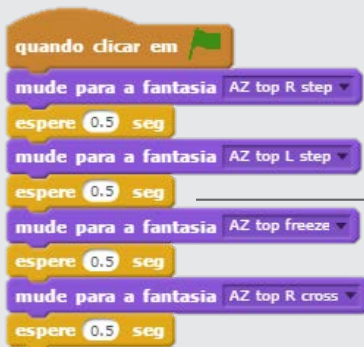 quando clicar em
mude para a fantasia AZ top R step
espere 0.5 seg
mude para a fantasia AZ top L step
espere 0.5 seg
mude para a fantasia AZ top freeze
espere 0.5 seg
mude para a fantasia AZ top R cross
espere 0.5 seg